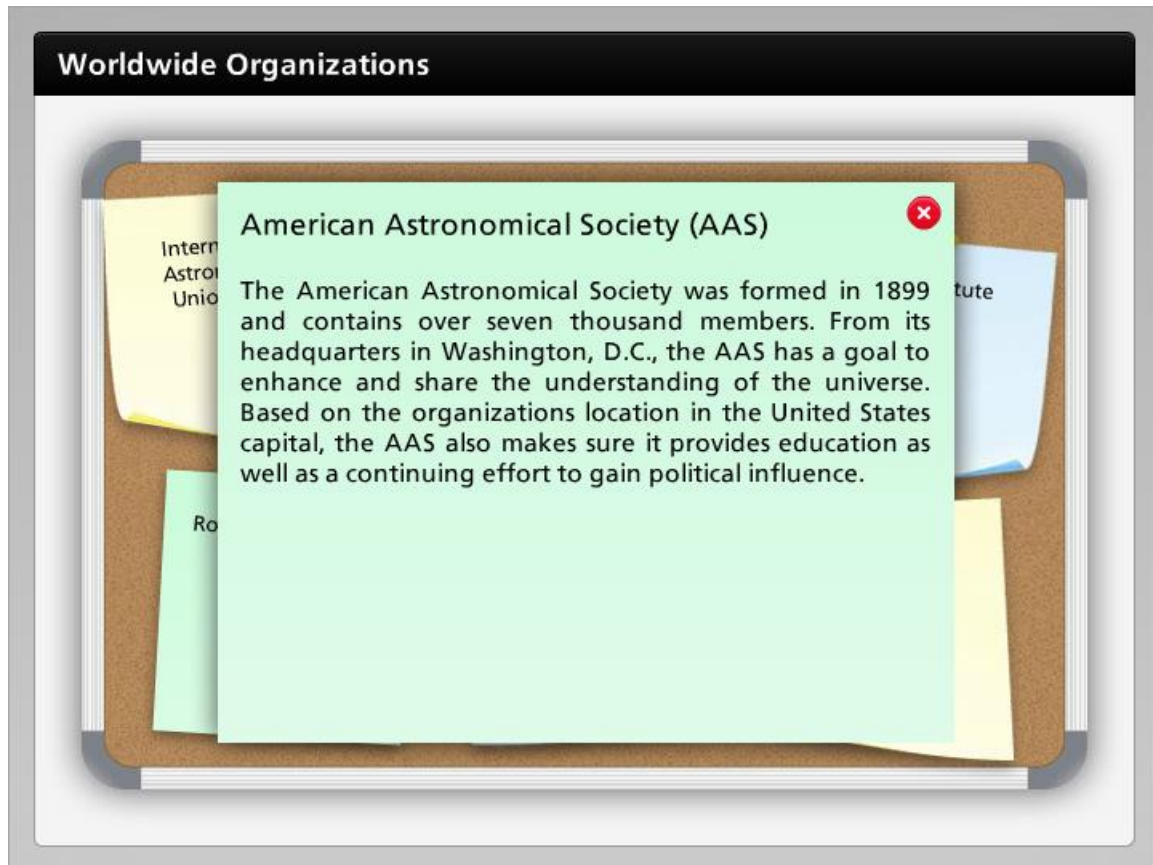 Worldwide Organizations
American Astronomical Society (AAS)
The American Astronomical Society was formed in 1899
and contains over seven thousand members. From its
headquarters in Washington, D.C., the AAS has a goal to
enhance and share the understanding of the universe.
Based on the organizations location in the United States
capital, the AAS also makes sure it provides education as
well as a continuing effort to gain political influence.